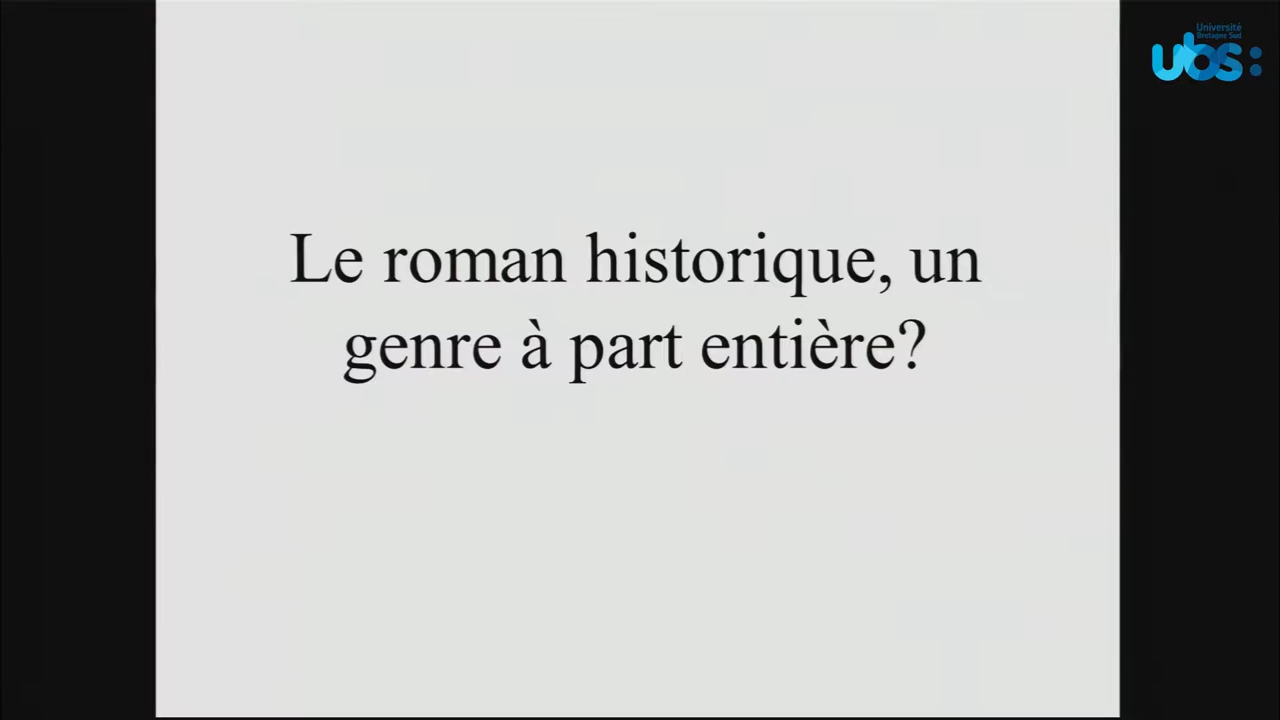 Université
Bretagne Sud
ubs:
Le roman historique, un
genre à part entière?